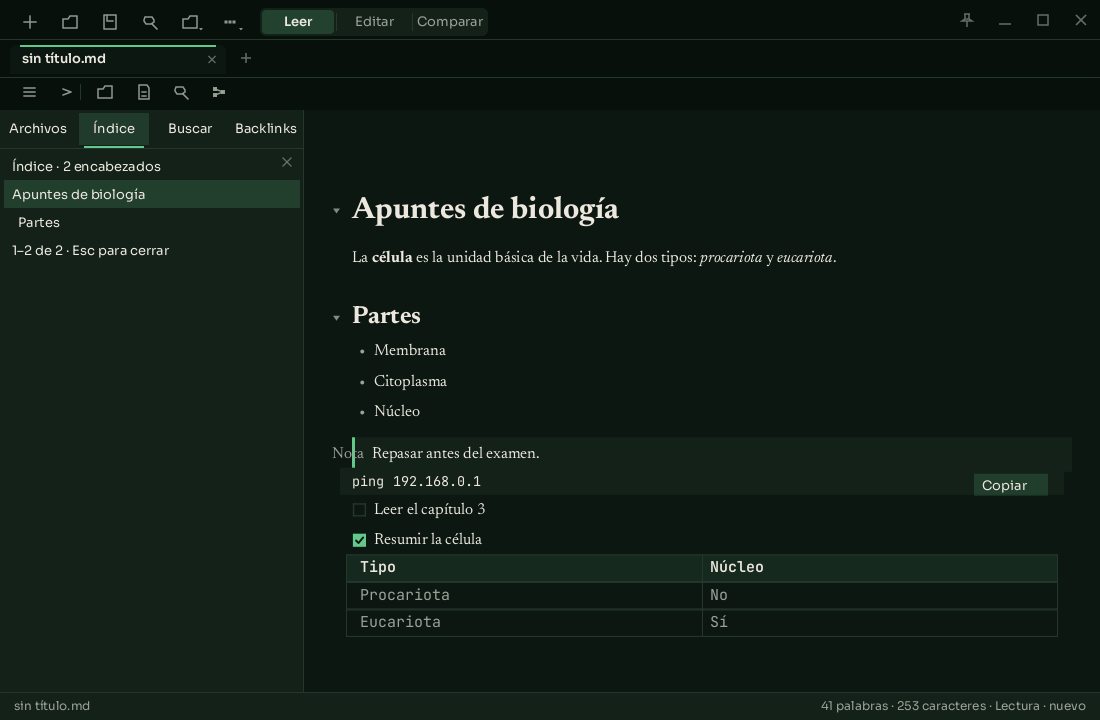 Leer Editar Comparar
sin título.md
Archivos Índice Buscar Backlinks
Índice · 2 encabezados
Apuntes de biología
Partes
1–2 de 2 · Esc para cerrar
Apuntes de biología
La célula es la unidad básica de la vida. Hay dos tipos: procariota y eucariota.
Partes
• Membrana
• Citoplasma
• Núcleo
Nota Repasar antes del examen.
ping 192.168.0.1
Copiar
Leer el capítulo 3
Resumir la célula
Tipo Núcleo
Procariota No
Eucariota Sí
sin título.md 41 palabras · 253 caracteres · Lectura · nuevo